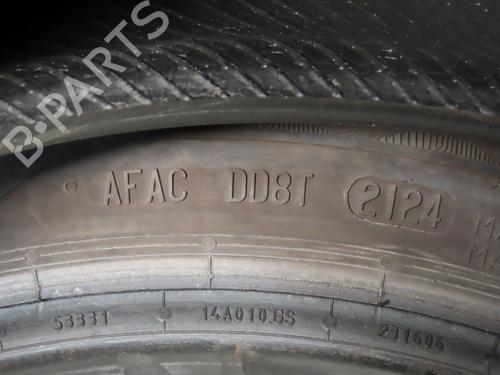 B-PARTS
AFAC DD8T 2124
53331 14A010.GS 231606